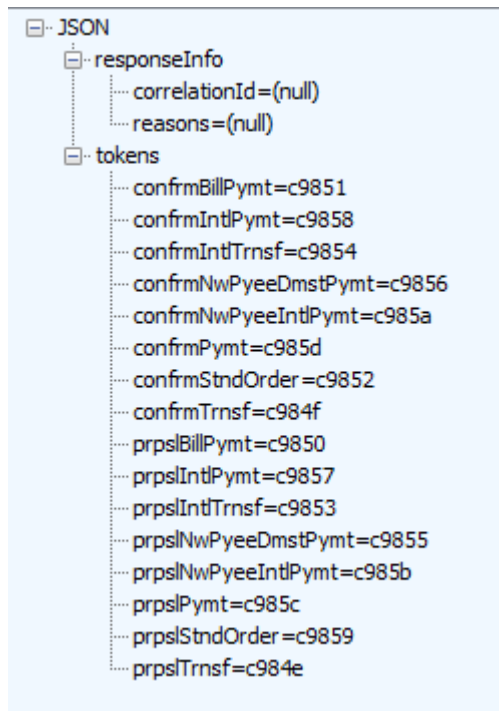 JSON
responseInfo
correlationId=(null)
reasons=(null)
tokens
confrmBillPymt=c9851
confrmIntlPymt=c9858
confrmIntlTrnsf=c9854
confrmNwPyeeDmstPymt=c9856
confrmNwPyeeIntlPymt=c985a
confrmPymt=c985d
confrmStndOrder=c9852
confrmTrnsf=c984f
prpslBillPymt=c9850
prpslIntlPymt=c9857
prpslIntlTrnsf=c9853
prpslNwPyeeDmstPymt=c9855
prpslNwPyeeIntlPymt=c985b
prpslPymt=c985c
prpslStndOrder=c9859
prpslTrnsf=c984e